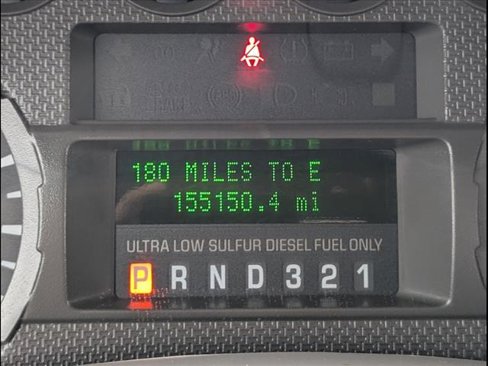 180 MILES TO E
155150.4 mi
ULTRA LOW SULFUR DIESEL FUEL ONLY
P R N D 3 2 1